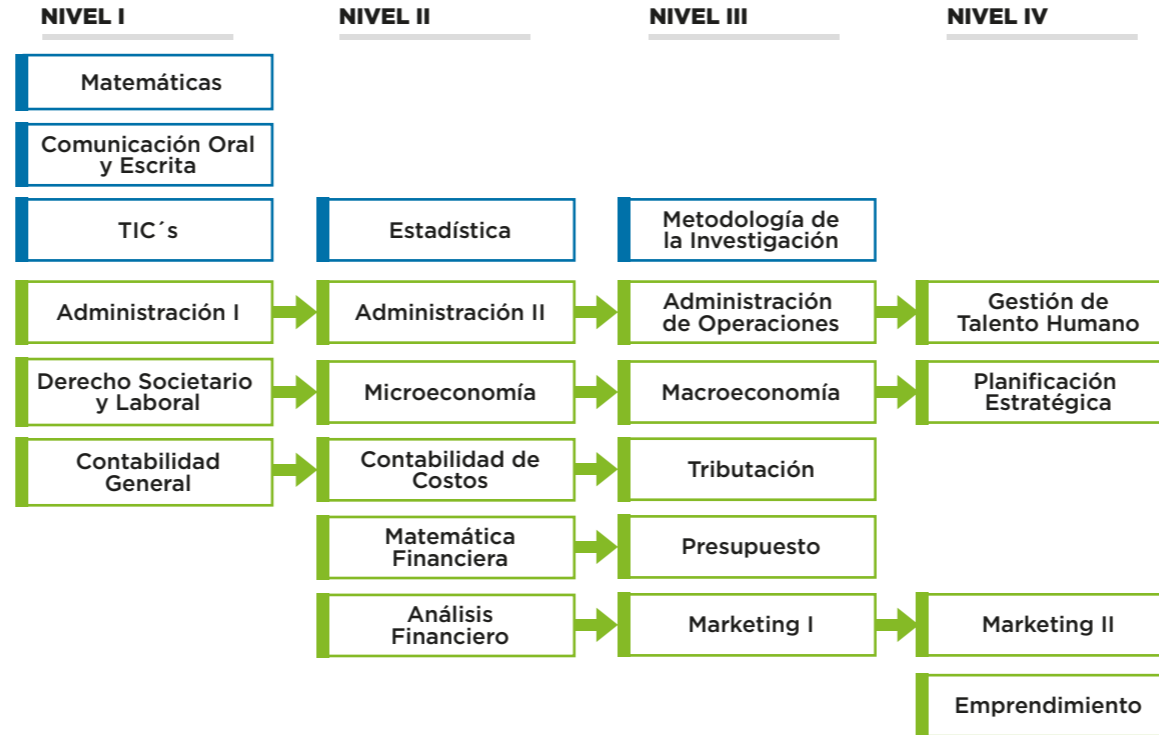 NIVEL I
NIVEL II
NIVEL III
NIVEL IV
Matemáticas
Comunicación Oral
y Escrita
TIC´s
Estadística
Metodología de
la Investigación
Administración I
Administración II
Administración
de Operaciones
Gestión de
Talento Humano
Derecho Societario
y Laboral
Microeconomía
Macroeconomía
Planificación
Estratégica
Contabilidad
General
Contabilidad de
Costos
Tributación
Matemática
Financiera
Presupuesto
Análisis
Financiero
Marketing I
Marketing II
Emprendimiento